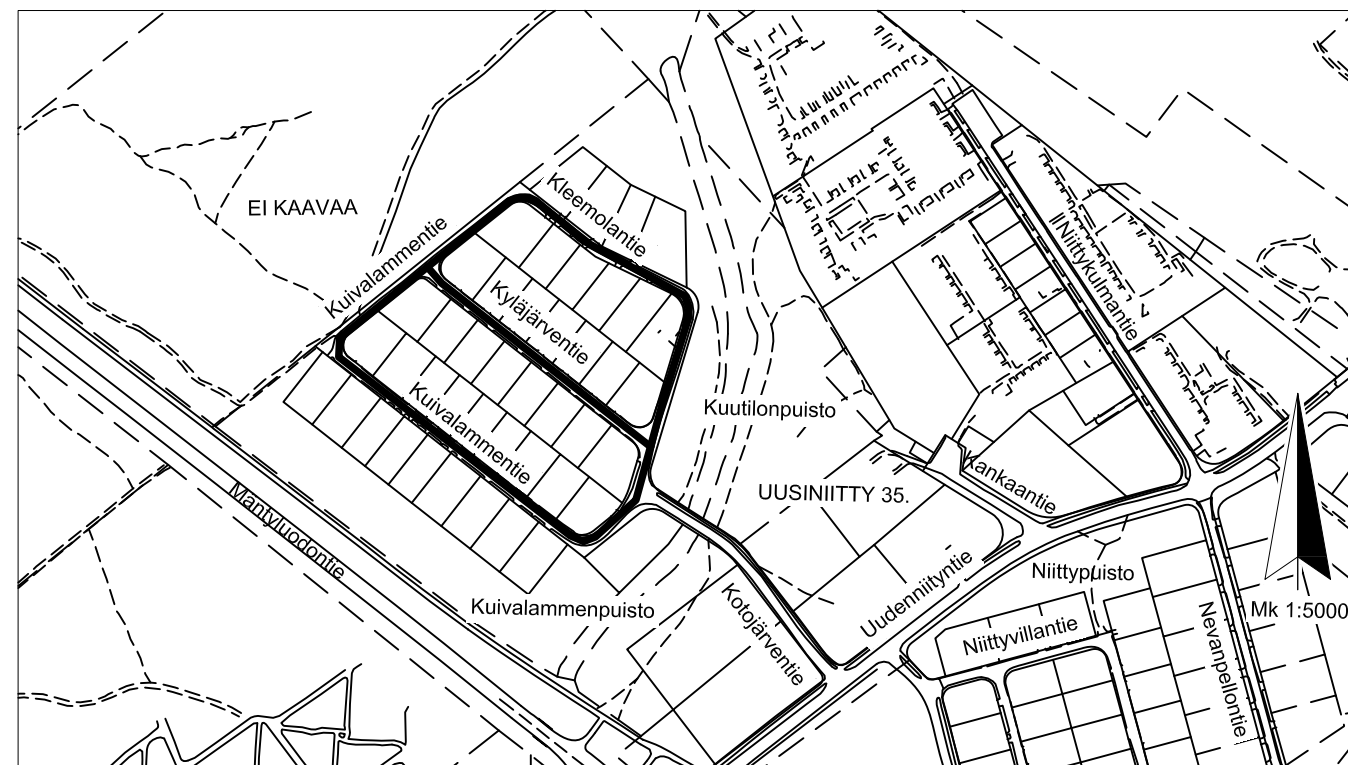 Kleemolantie
EI KAAVAA
Kuivalammentie
Niittykulmantie
Kyläjärventie
Kuivalammentie
Kuutilonpuisto
Kankaantie
UUSINIITTY 35.
Mäntyluodontie
Niittypuisto
Uudenniityntie
Kuivalammenpuisto
Kotojärventie
Niittyvillantie
Nevanpellontie
Mk 1:5000